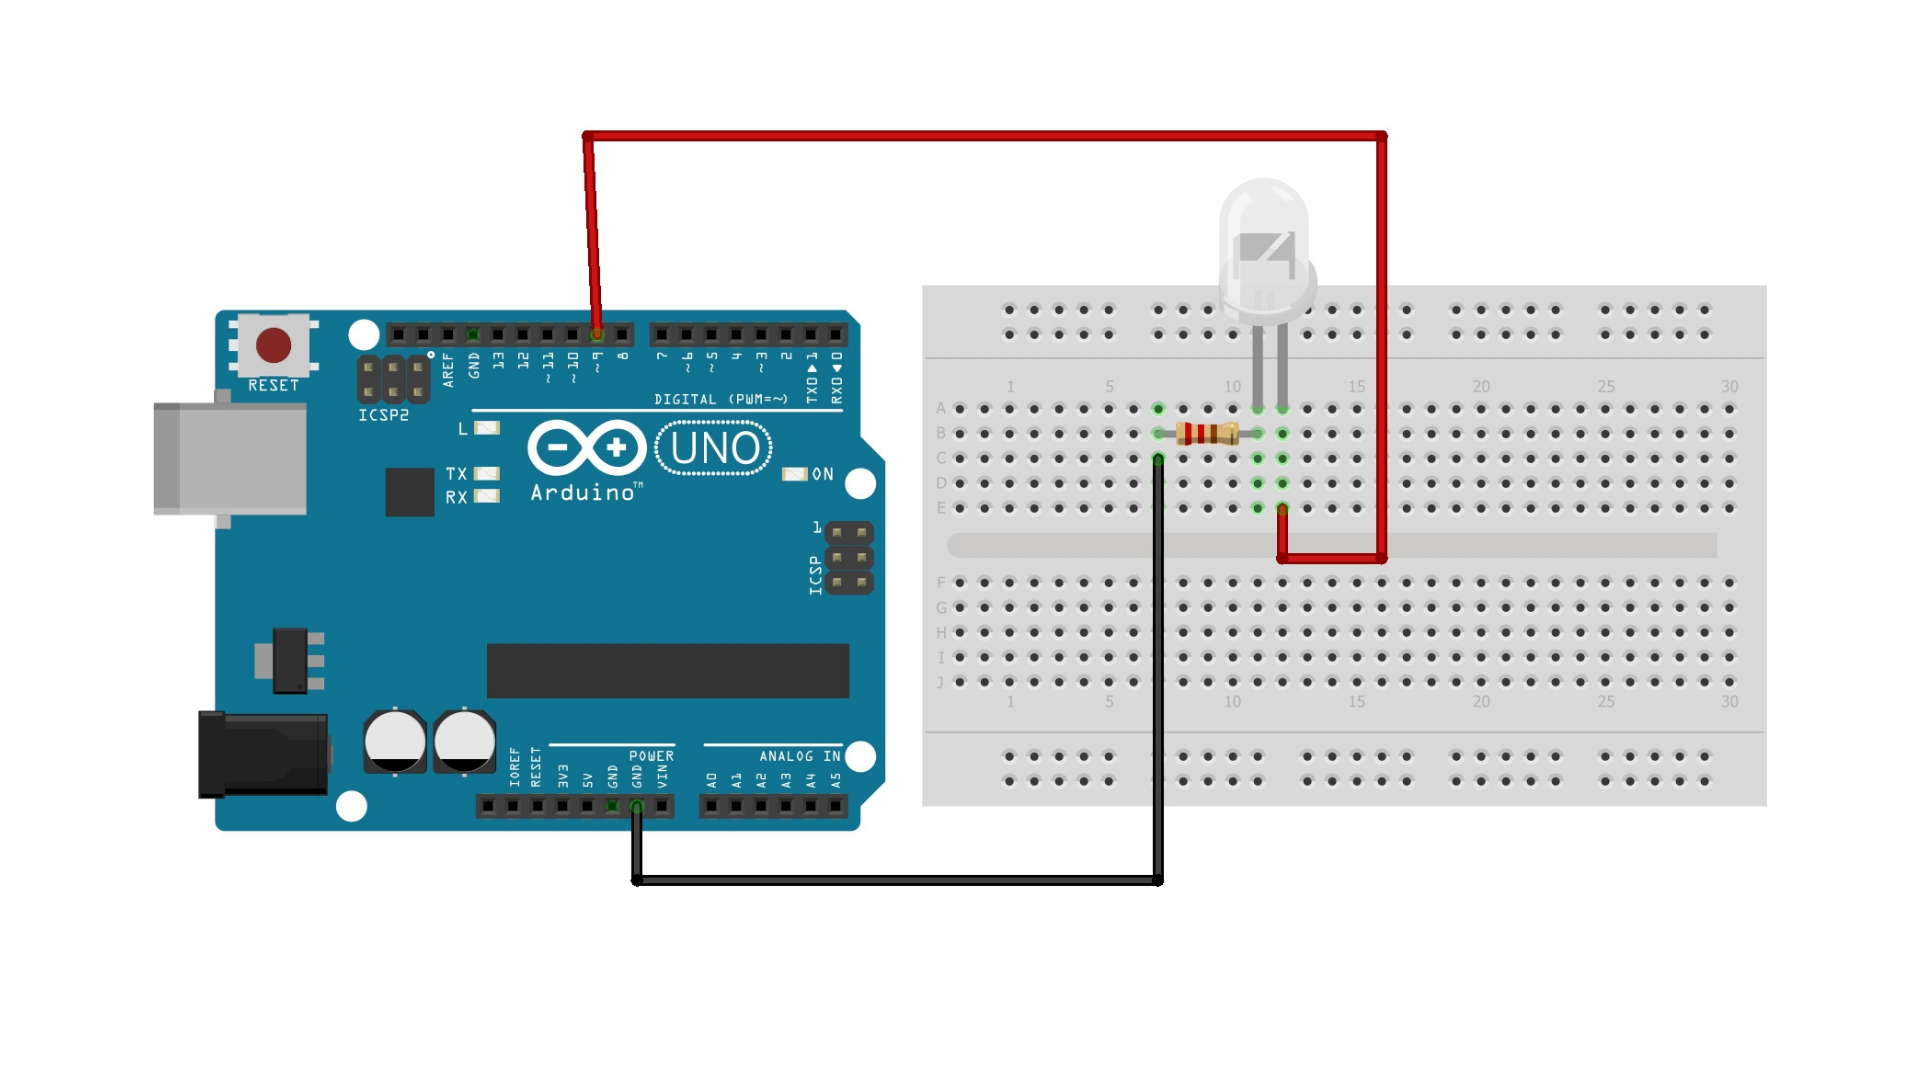 RESET
ICSP2
AREF
GND
13
12
~11
~10
~9
8
7
~6
~5
4
~3
2
TXO▶1
RXO◀0
DIGITAL (PWM=~)
L
TX
RX
UNO
Arduino™
ON
1
ICSP
IOREF
RESET
3V3
5V
GND
GND
VIN
POWER
ANALOG IN
A0
A1
A2
A3
A4
A5
1 5 10 15 20 25 30
A
B
C
D
E
F
G
H
I
J
1 5 10 15 20 25 30